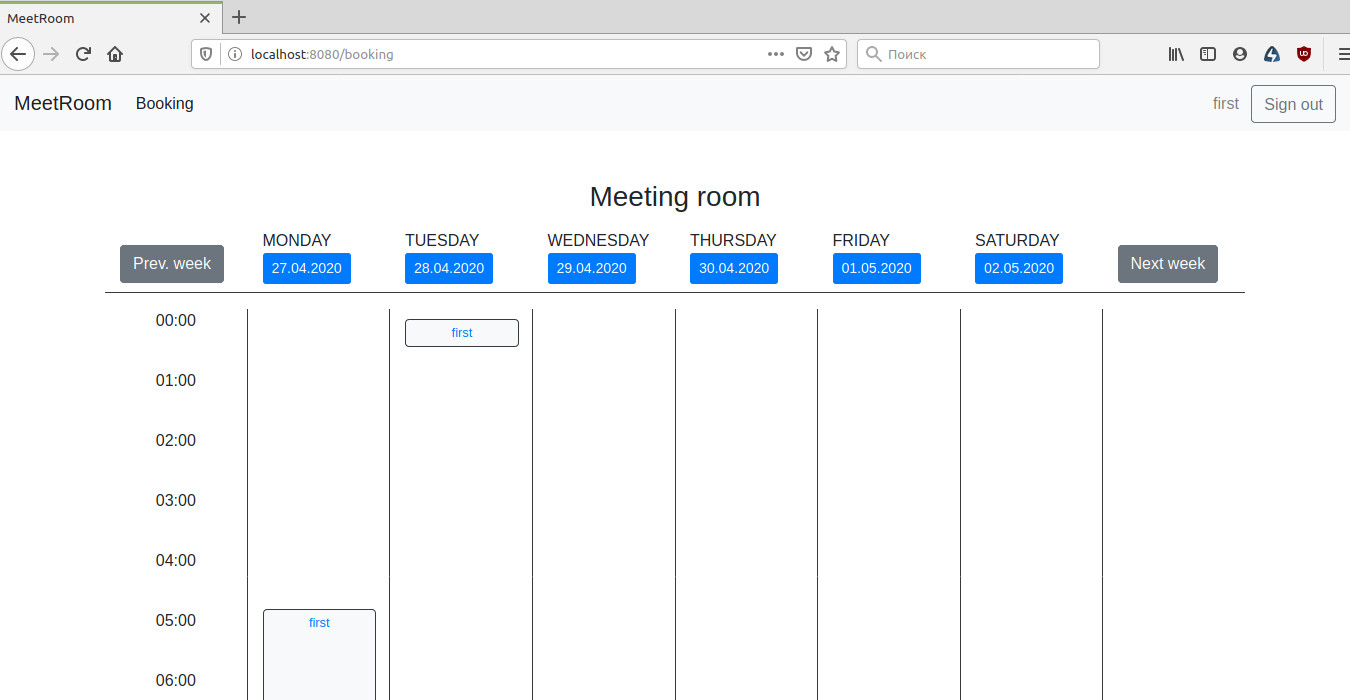 MeetRoom
localhost:8080/booking
Поиск
MeetRoom Booking first Sign out
Meeting room
Prev. week
MONDAY TUESDAY WEDNESDAY THURSDAY FRIDAY SATURDAY
27.04.2020 28.04.2020 29.04.2020 30.04.2020 01.05.2020 02.05.2020
Next week
00:00 first
01:00
02:00
03:00
04:00
05:00 first
06:00